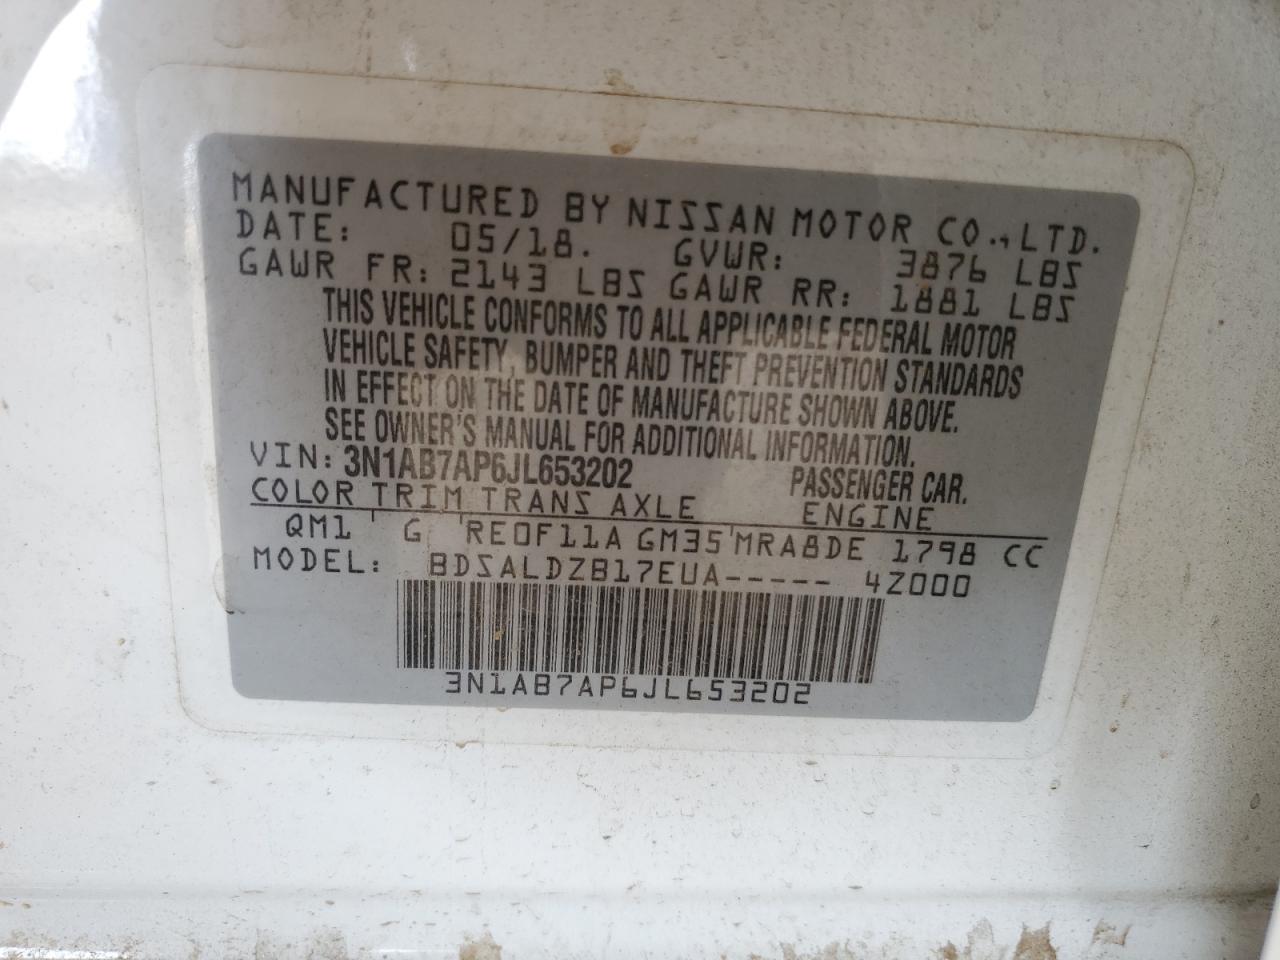 MANUFACTURED BY NISSAN MOTOR CO., LTD.
DATE: 05/18. GVWR: 3876 LBS
GAWR FR: 2143 LBS GAWR RR: 1881 LBS
THIS VEHICLE CONFORMS TO ALL APPLICABLE FEDERAL MOTOR
VEHICLE SAFETY, BUMPER AND THEFT PREVENTION STANDARDS
IN EFFECT ON THE DATE OF MANUFACTURE SHOWN ABOVE.
SEE OWNER'S MANUAL FOR ADDITIONAL INFORMATION.
VIN: 3N1AB7AP6JL653202 PASSENGER CAR.
COLOR TRIM TRANS AXLE ENGINE
QM1 G RE0F11A GM35 MRA8DE 1798 CC
MODEL: BDSALDZB17EUA----- 4Z000
3N1AB7AP6JL653202